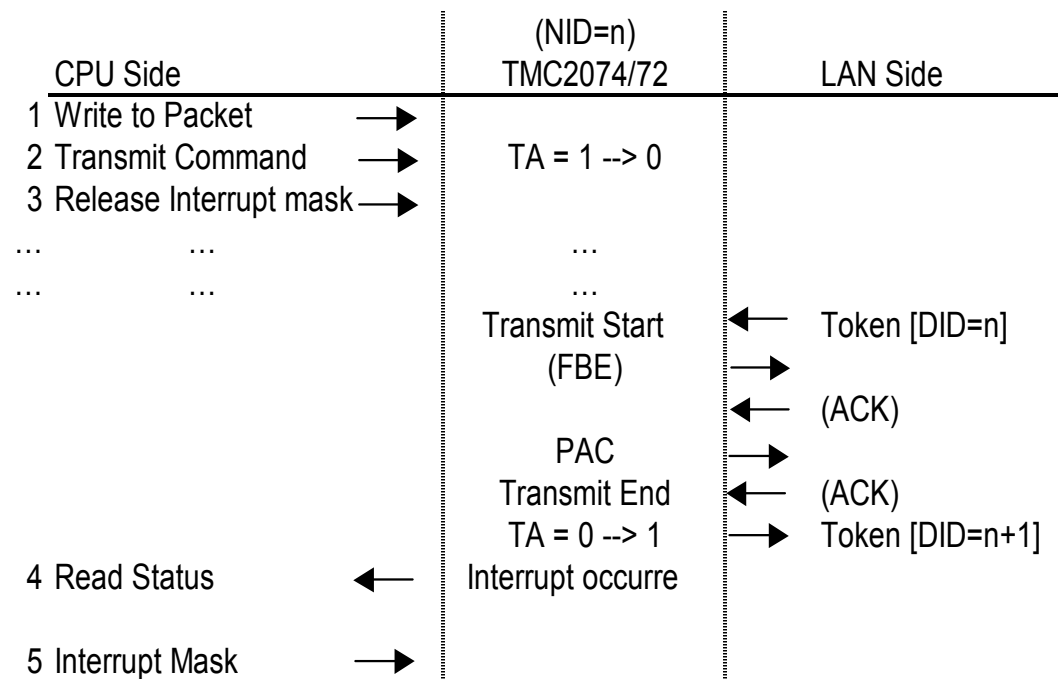 (NID=n)
CPU Side TMC2074/72 LAN Side
1 Write to Packet
2 Transmit Command TA = 1 --> 0
3 Release Interrupt mask
… … …
… … …
Transmit Start Token [DID=n]
(FBE)
(ACK)
PAC
Transmit End (ACK)
TA = 0 --> 1 Token [DID=n+1]
4 Read Status Interrupt occurre
5 Interrupt Mask